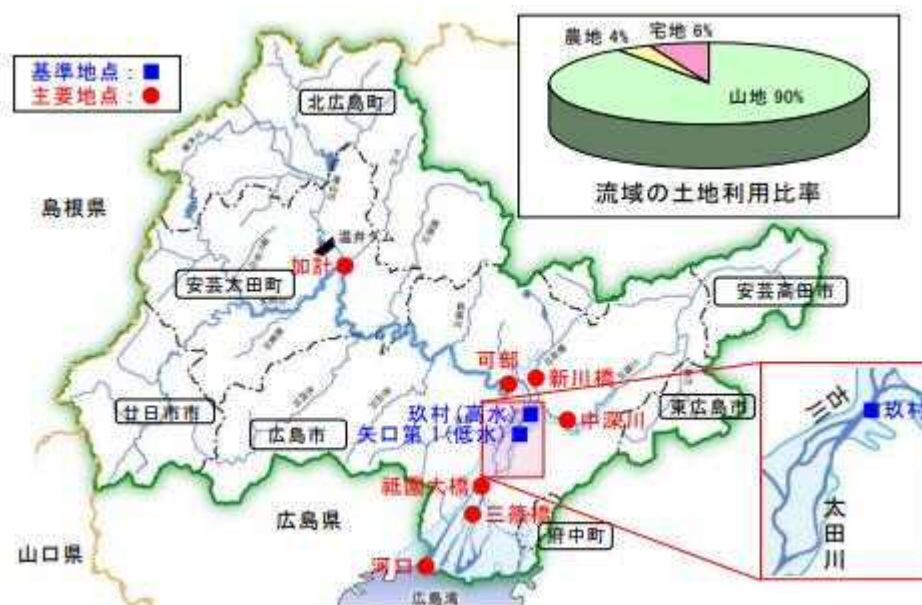 農地 4%
宅地 6%
山地 90%
流域の土地利用比率
基準地点：■
主要地点：●
北広島町
島根県
温井ダム
加計
安芸太田町
安芸高田市
可部
新川橋
廿日市市
広島市
玖村(高水)
矢口第1(低水)
中深川
東広島市
古川
玖村
太田川
祗園大橋
三篠橋
広島県
府中町
山口県
河口
広島湾